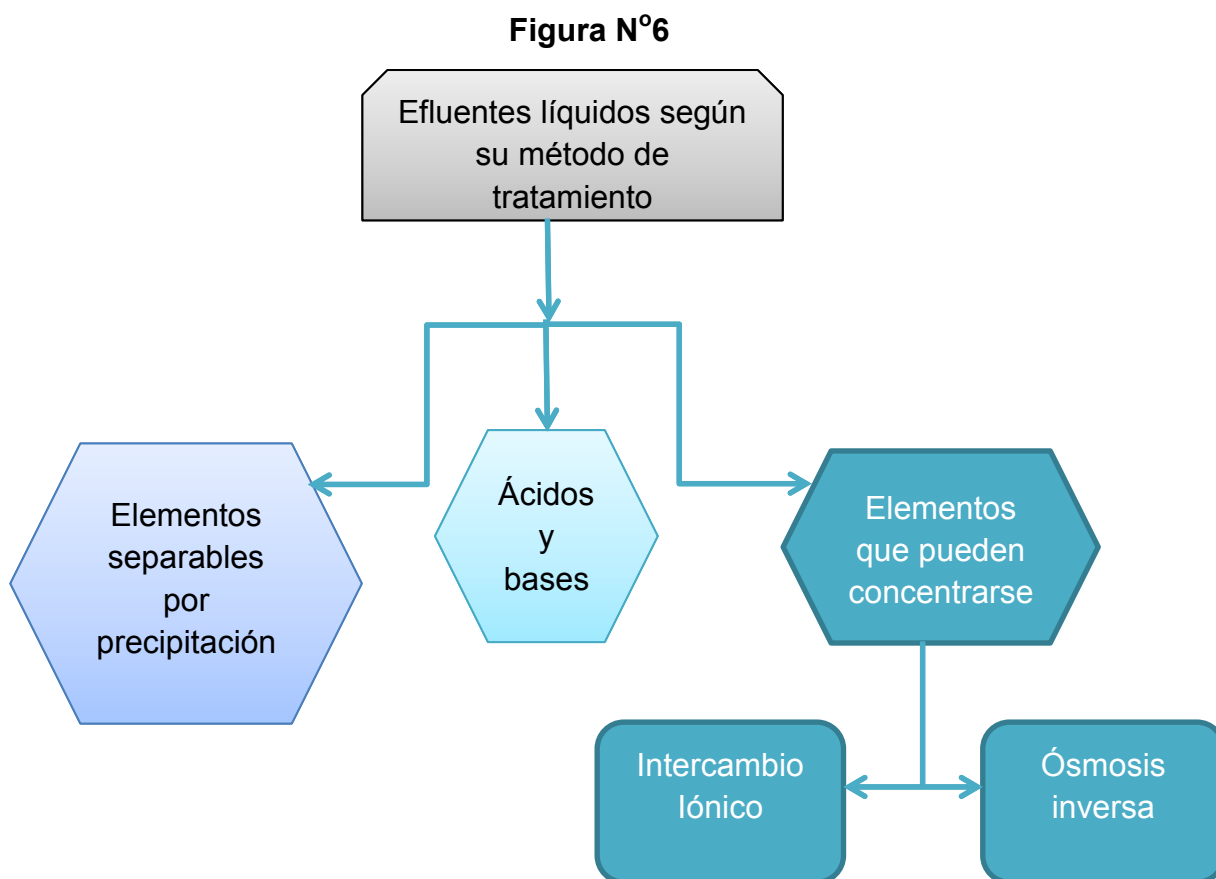 Figura N°6
Efluentes líquidos según
su método de
tratamiento
Elementos
separables
por
precipitación
Ácidos
y
bases
Elementos
que pueden
concentrarse
Intercambio
Iónico
Ósmosis
inversa